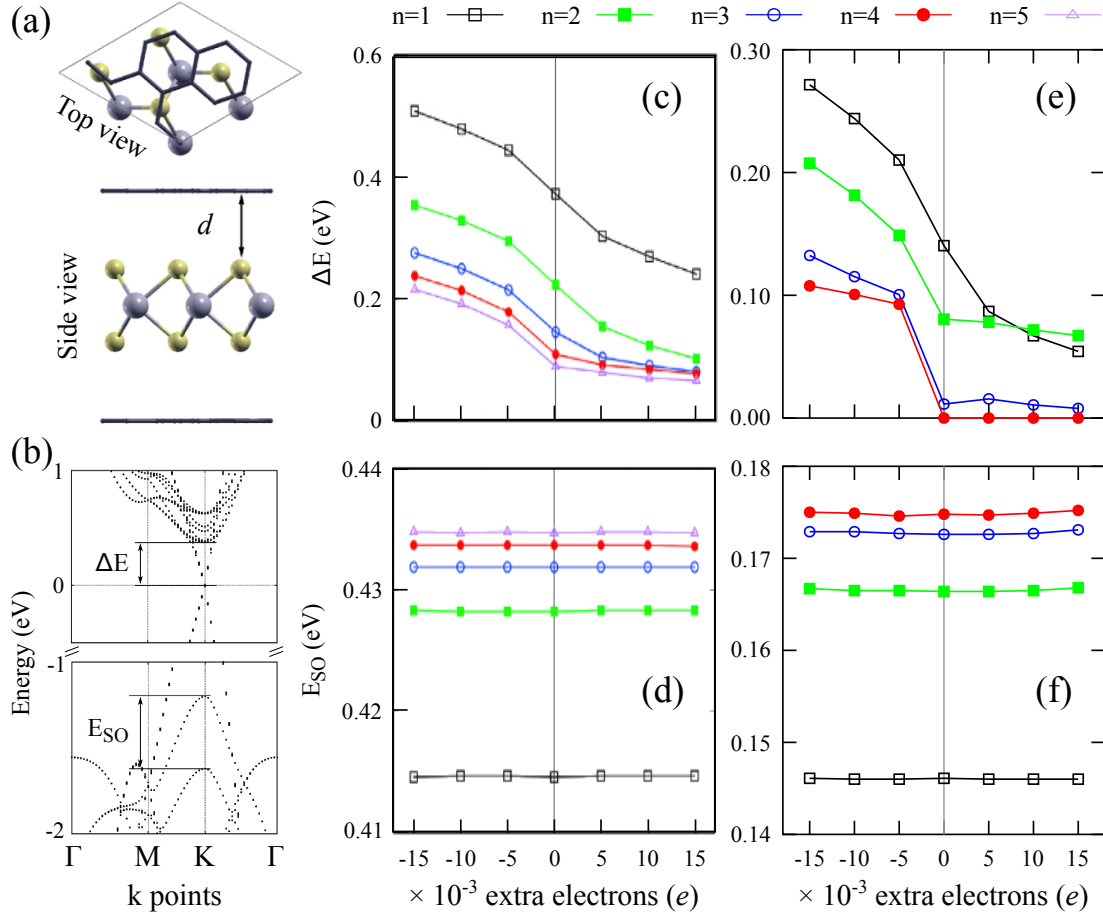 n=1 n=2 n=3 n=4 n=5
(a)
Top view
Side view
d
(b)
Energy (eV)
1
0
-1
-2
ΔE
E_SO
Γ M K Γ
k points
(c)
ΔE (eV)
0.6
0.4
0.2
0
(e)
0.30
0.20
0.10
0.00
(d)
E_SO (eV)
0.44
0.43
0.42
0.41
-15 -10 -5 0 5 10 15
× 10⁻³ extra electrons (e)
(f)
0.18
0.17
0.16
0.15
0.14
-15 -10 -5 0 5 10 15
× 10⁻³ extra electrons (e)